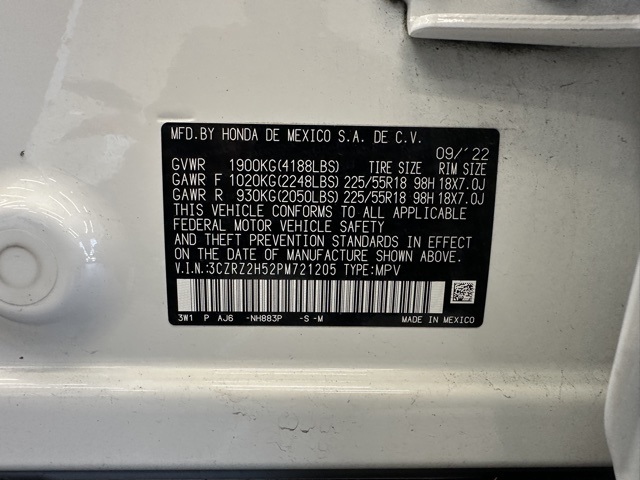 MFD.BY HONDA DE MEXICO S.A. DE C.V.
09/'22
GVWR 1900KG(4188LBS) TIRE SIZE RIM SIZE
GAWR F 1020KG(2248LBS) 225/55R18 98H 18X7.0J
GAWR R 930KG(2050LBS) 225/55R18 98H 18X7.0J
THIS VEHICLE CONFORMS TO ALL APPLICABLE
FEDERAL MOTOR VEHICLE SAFETY
AND THEFT PREVENTION STANDARDS IN EFFECT
ON THE DATE OF MANUFACTURE SHOWN ABOVE.
V.I.N.:3CZRZ2H52PM721205 TYPE:MPV
3W1 P AJ6 -NH883P -S -M MADE IN MEXICO